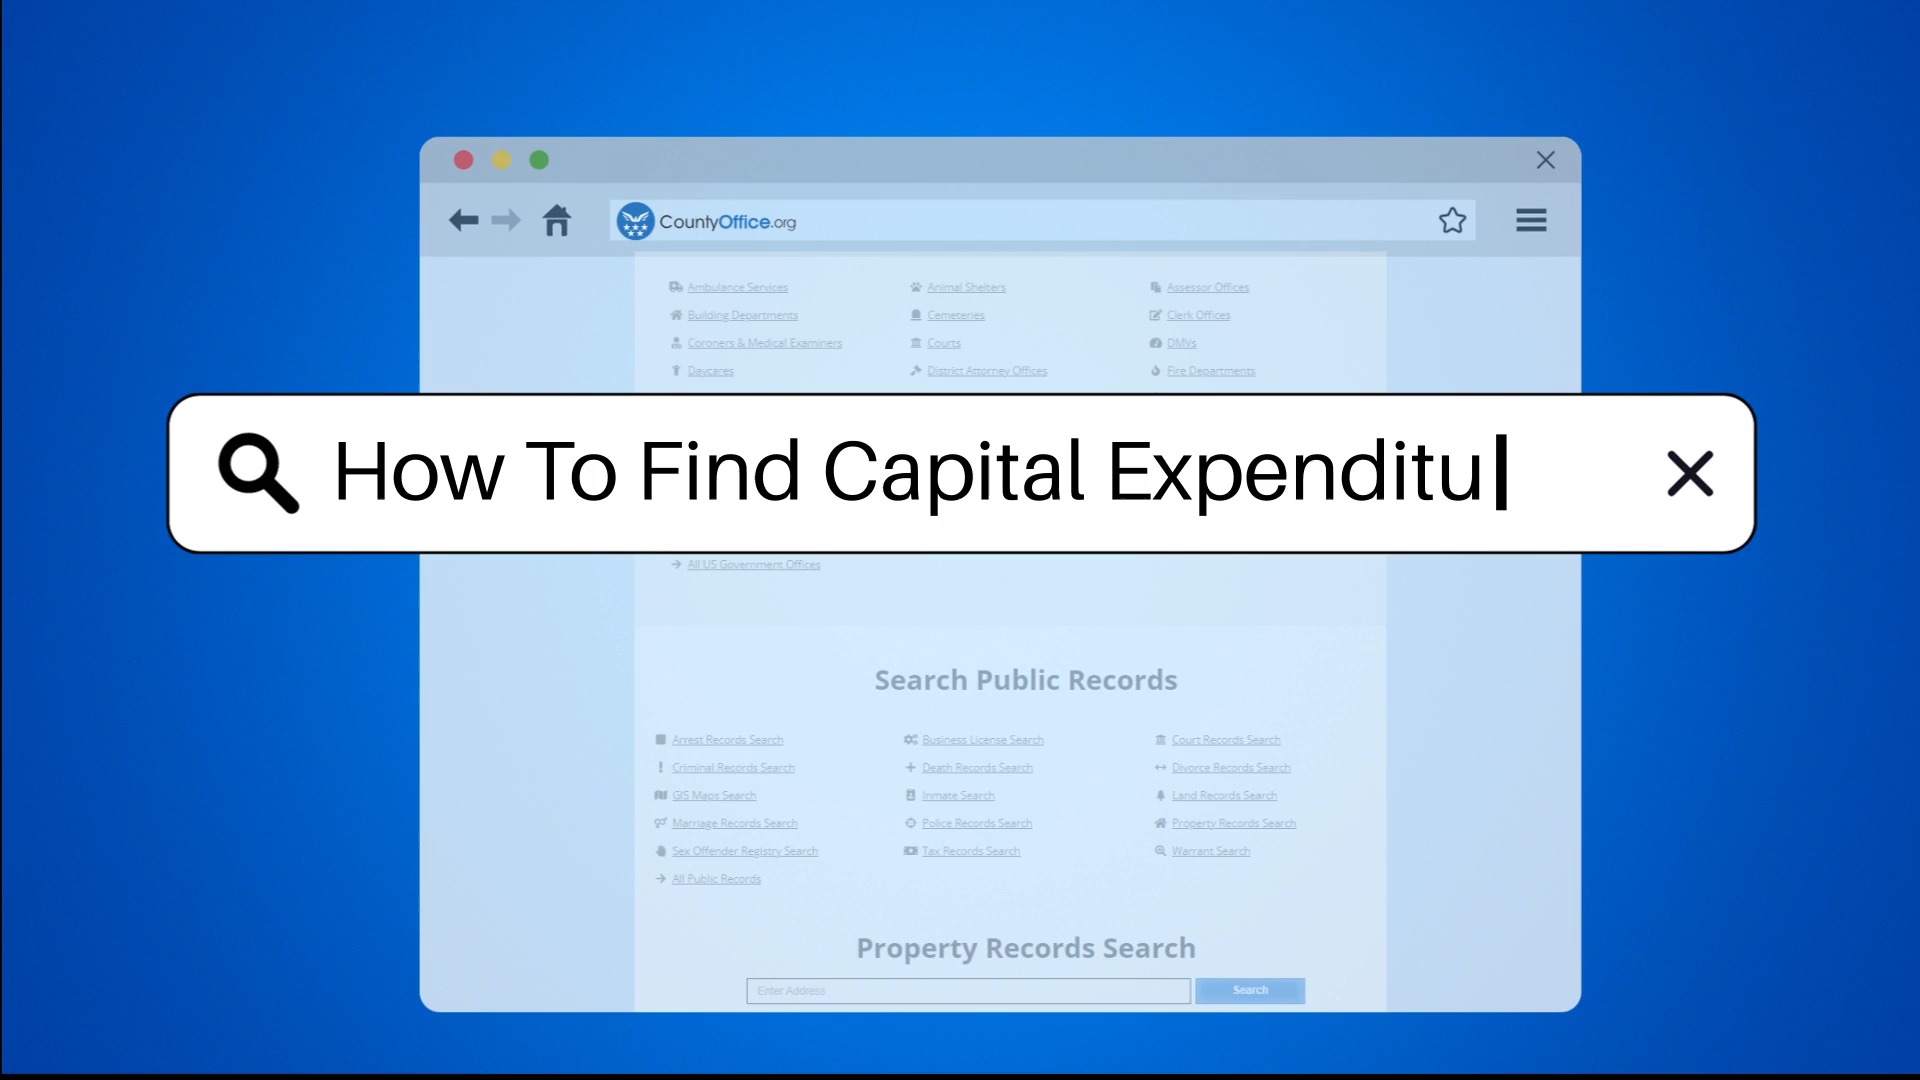 CountyOffice.org
Ambulance Services Animal Shelters Assessor Offices
Building Departments Cemeteries Clerk Offices
Coroners & Medical Examiners Courts DMVs
Daycares District Attorney Offices Fire Departments
How To Find Capital Expenditu
All US Government Offices
Search Public Records
Arrest Records Search Business License Search Court Records Search
Criminal Records Search Death Records Search Divorce Records Search
GIS Maps Search Inmate Search Land Records Search
Marriage Records Search Police Records Search Property Records Search
Sex Offender Registry Search Tax Records Search Warrant Search
All Public Records
Property Records Search
Enter Address Search